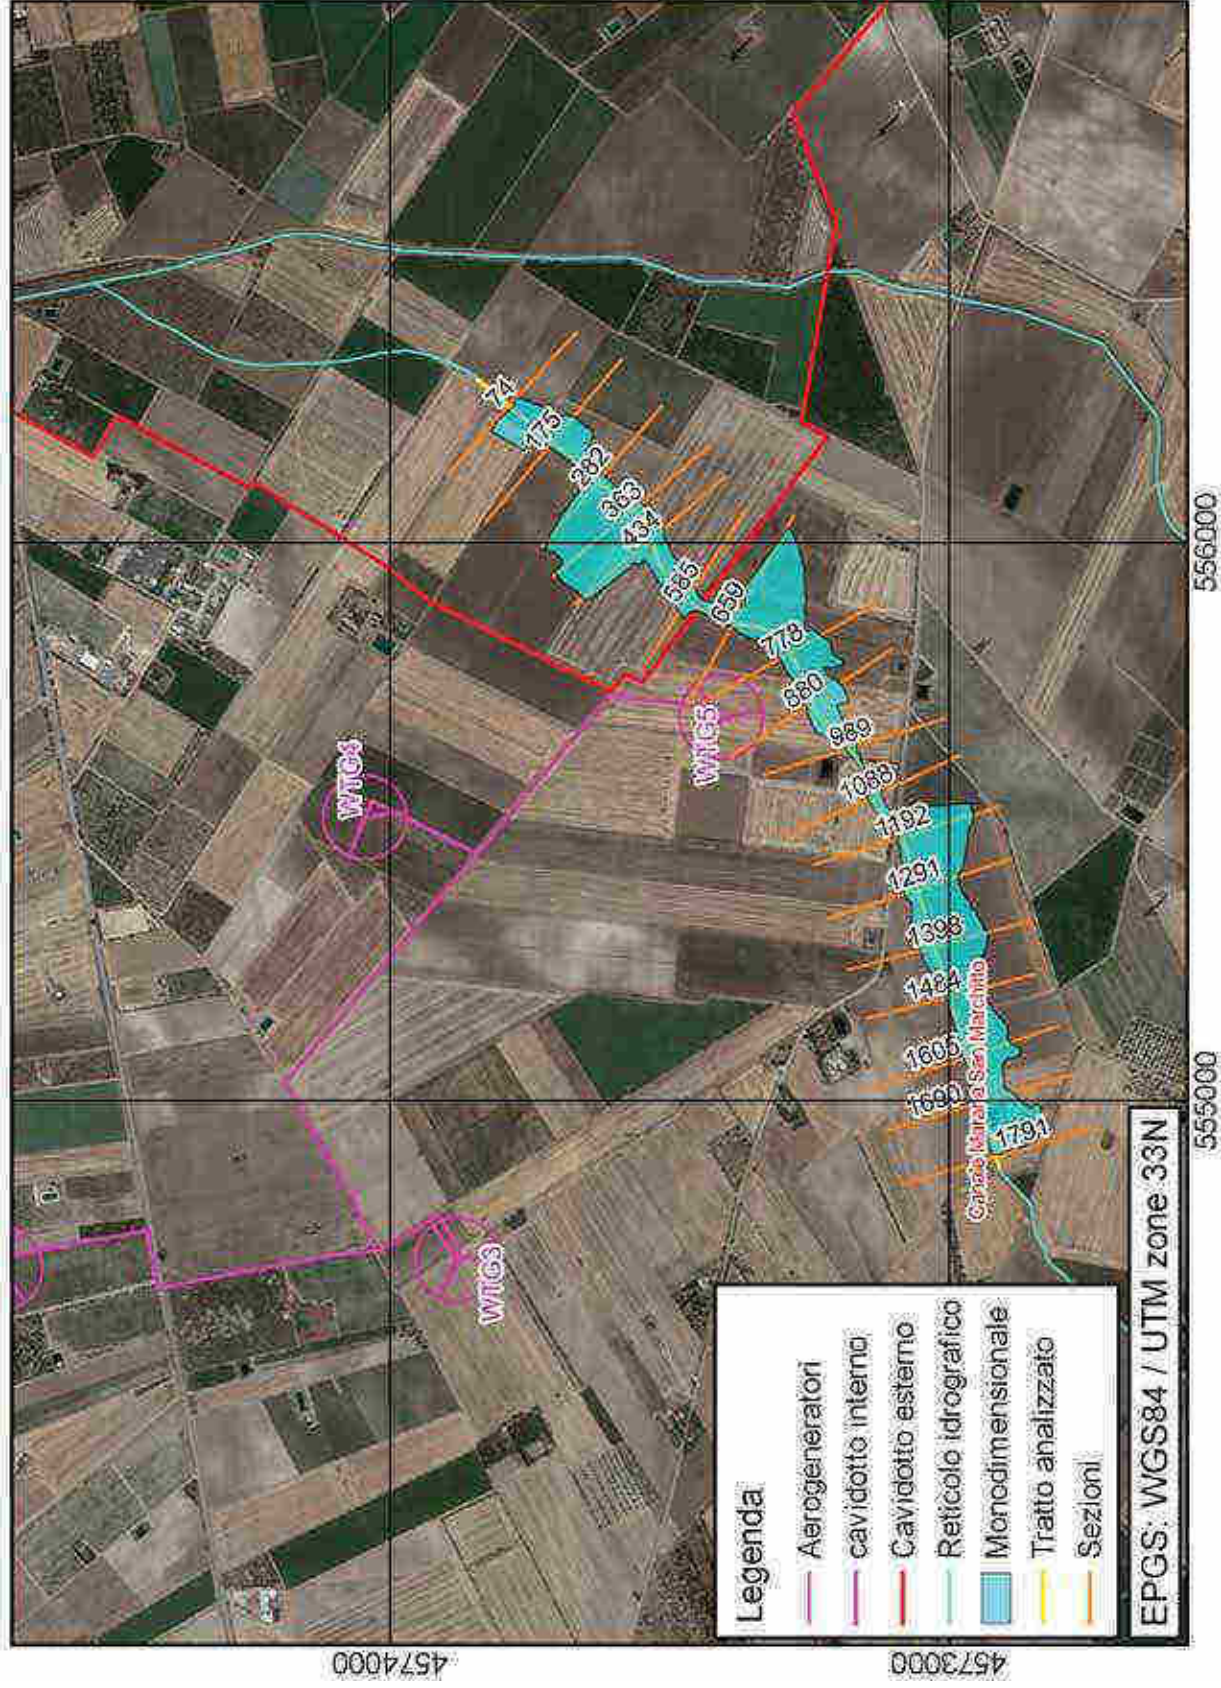 WTG4
WTG5
WTG3
74
175
282
363
434
585
659
778
880
989
1088
1192
1291
1398
1484
1605
1690
1791
Canale Marana San Marchitto
Legenda
Aerogeneratori
cavidotto interno
Cavidotto esterno
Reticolo idrografico
Monodimensionale
Tratto analizzato
Sezioni
EPGS: WGS84 / UTM zone 33N
555000
556000
4574000
4573000